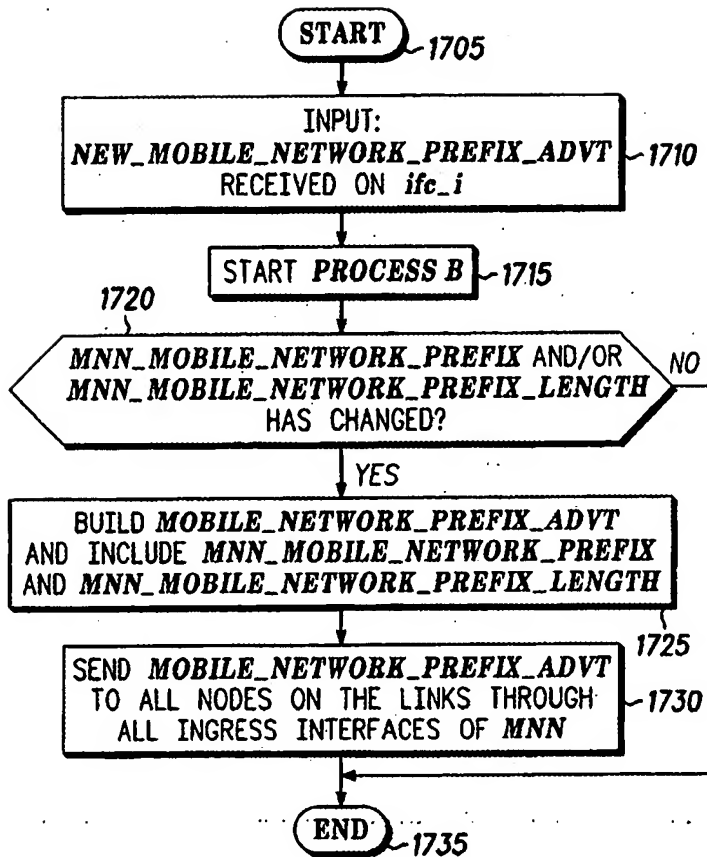 START
1705
INPUT:
NEW_MOBILE_NETWORK_PREFIX_ADVT
RECEIVED ON ifc_i
1710
START PROCESS B
1715
1720
MNN_MOBILE_NETWORK_PREFIX AND/OR
MNN_MOBILE_NETWORK_PREFIX_LENGTH
HAS CHANGED?
NO
YES
BUILD MOBILE_NETWORK_PREFIX_ADVT
AND INCLUDE MNN_MOBILE_NETWORK_PREFIX
AND MNN_MOBILE_NETWORK_PREFIX_LENGTH
1725
SEND MOBILE_NETWORK_PREFIX_ADVT
TO ALL NODES ON THE LINKS THROUGH
ALL INGRESS INTERFACES OF MNN
1730
END
1735